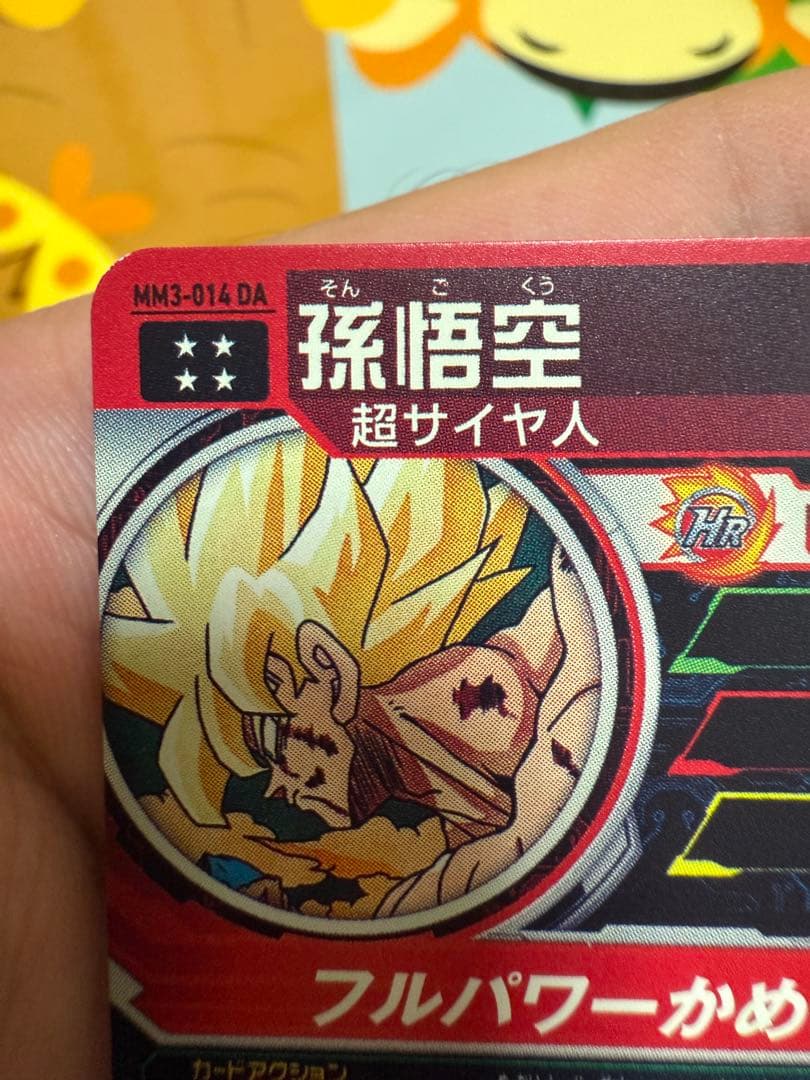 MM3-014 DA
そん ご くう
孫悟空
超サイヤ人
HR
フルパワーかめ
カードアクション